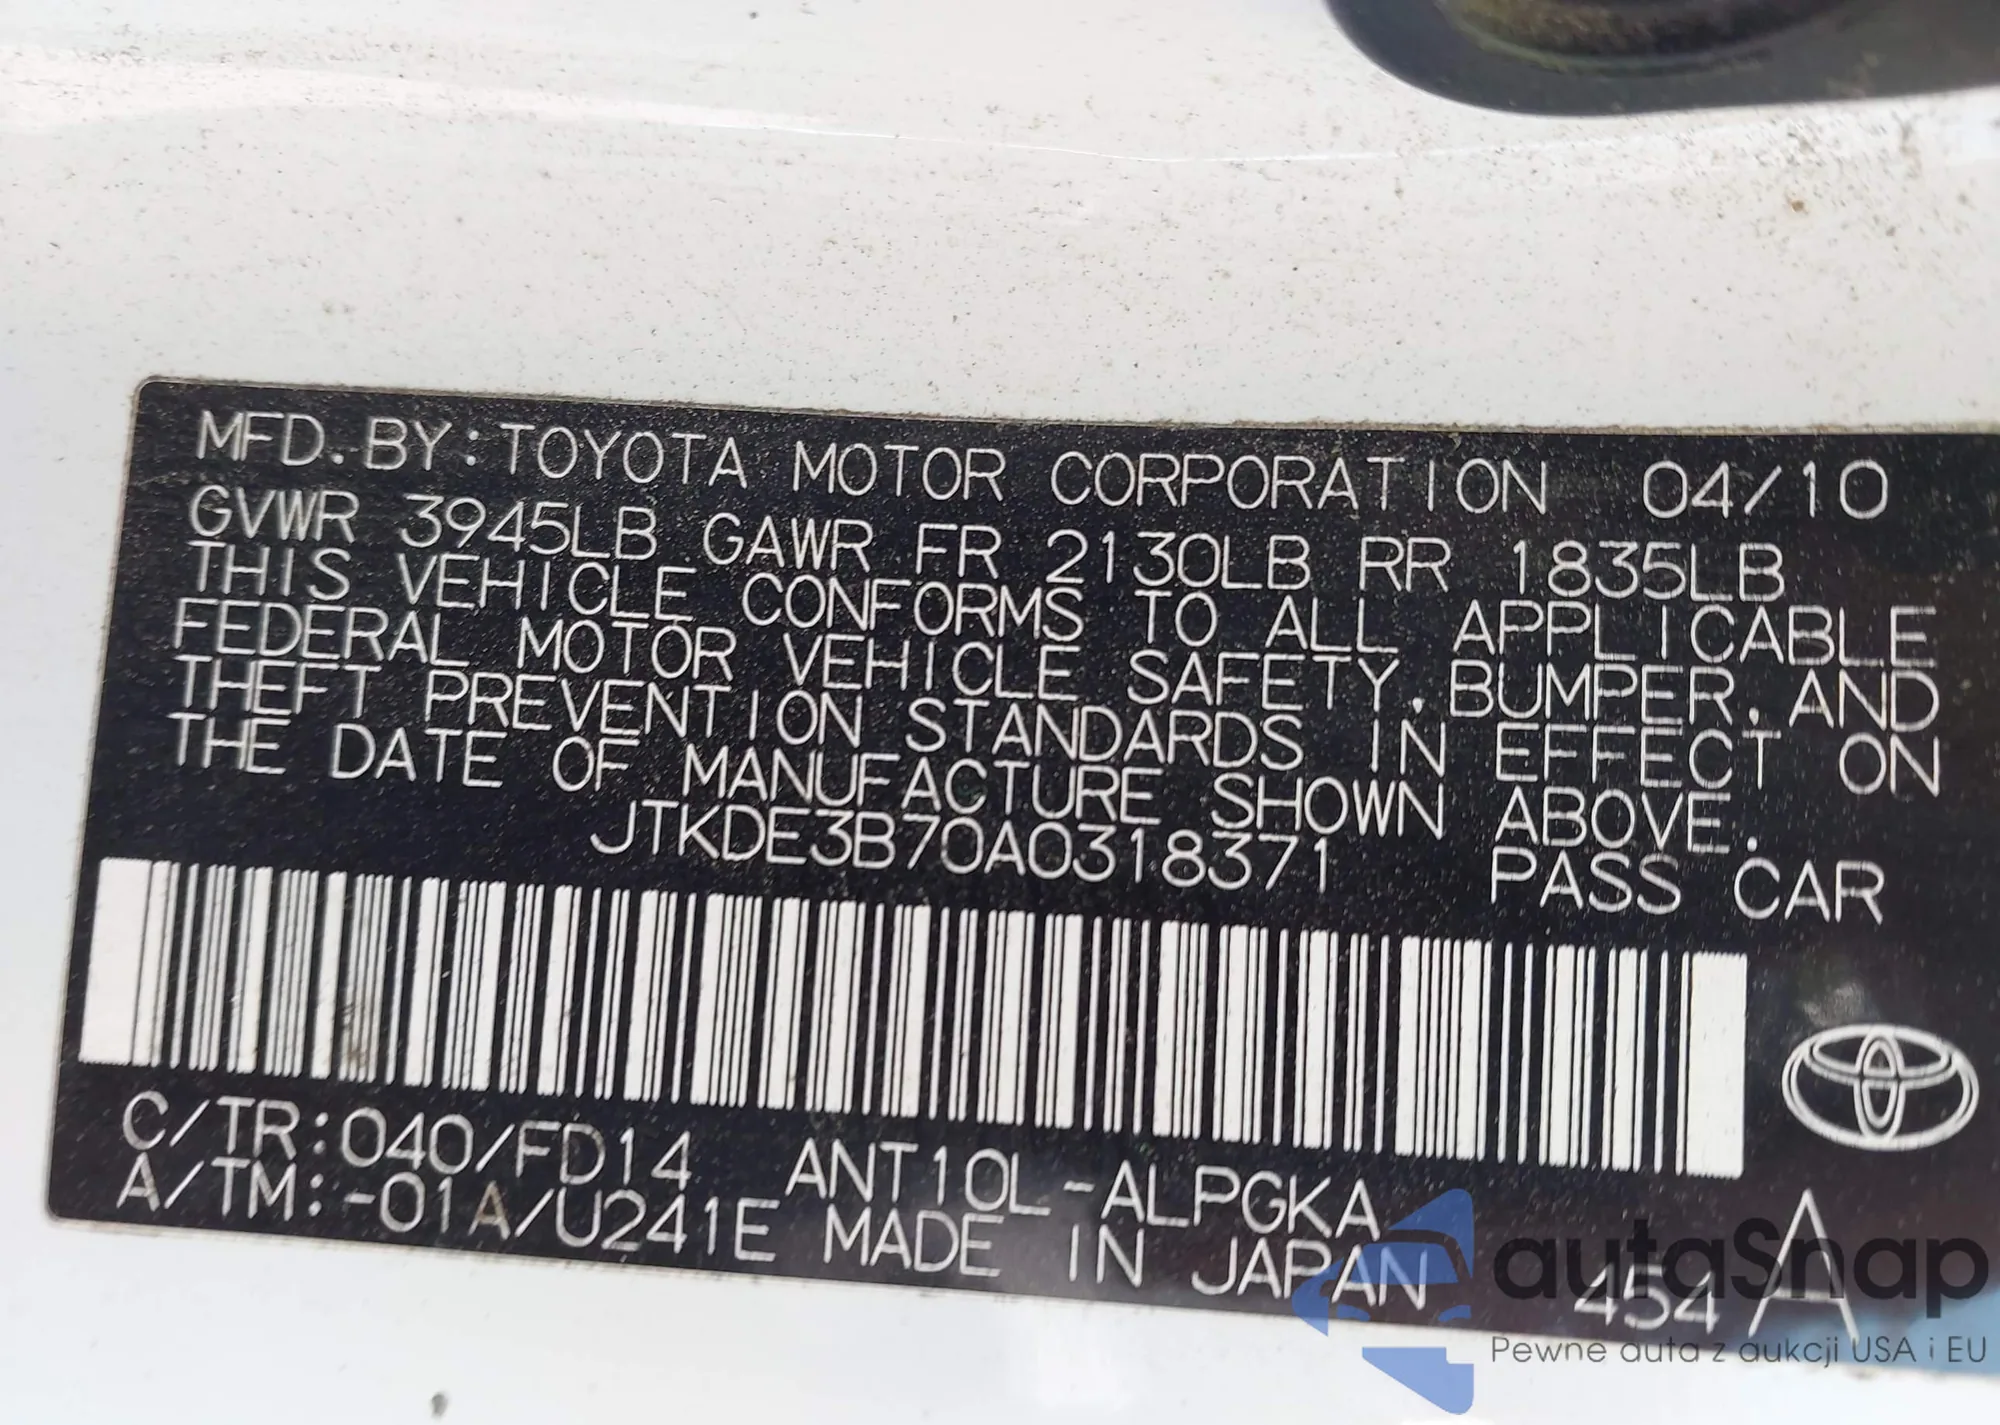 MFD. BY: TOYOTA MOTOR CORPORATION 04/10
GVWR 3945LB GAWR FR 2130LB RR 1835LB
THIS VEHICLE CONFORMS TO ALL APPLICABLE
FEDERAL MOTOR VEHICLE SAFETY, BUMPER, AND
THEFT PREVENTION STANDARDS IN EFFECT ON
THE DATE OF MANUFACTURE SHOWN ABOVE.
JTKDE3B70A0318371 PASS CAR
C/TR:040/FD14 ANT10L-ALPGKA
A/TM:-01A/U241E MADE IN JAPAN 454 A
autaSnap
Pewne auta z aukcji USA i EU